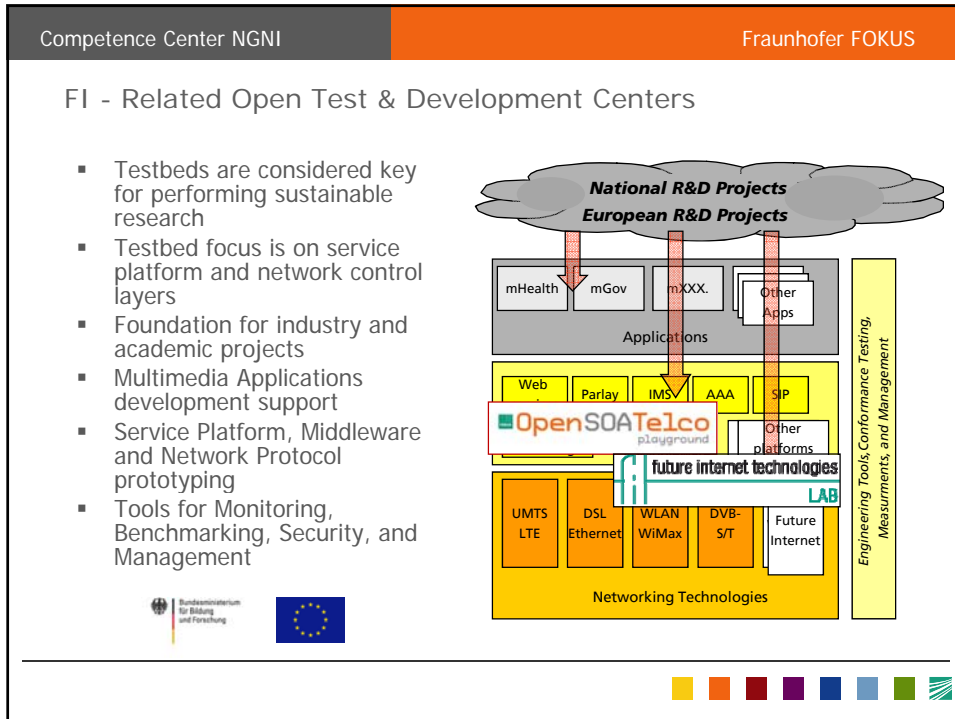 Competence Center NGNI
Fraunhofer FOKUS
FI - Related Open Test & Development Centers
▪ Testbeds are considered key
for performing sustainable
research
▪ Testbed focus is on service
platform and network control
layers
▪ Foundation for industry and
academic projects
▪ Multimedia Applications
development support
▪ Service Platform, Middleware
and Network Protocol
prototyping
▪ Tools for Monitoring,
Benchmarking, Security, and
Management
Bundesministerium
für Bildung
und Forschung
National R&D Projects
European R&D Projects
mHealth
mGov
mXXX.
Other
Apps
Applications
Web
Parlay
IMS
AAA
SIP
OpenSOATelco
playground
Other
platforms
future internet technologies
LAB
UMTS
LTE
DSL
Ethernet
WLAN
WiMax
DVB-
S/T
Future
Internet
Networking Technologies
Engineering Tools,Conformance Testing,
Measurments, and Management